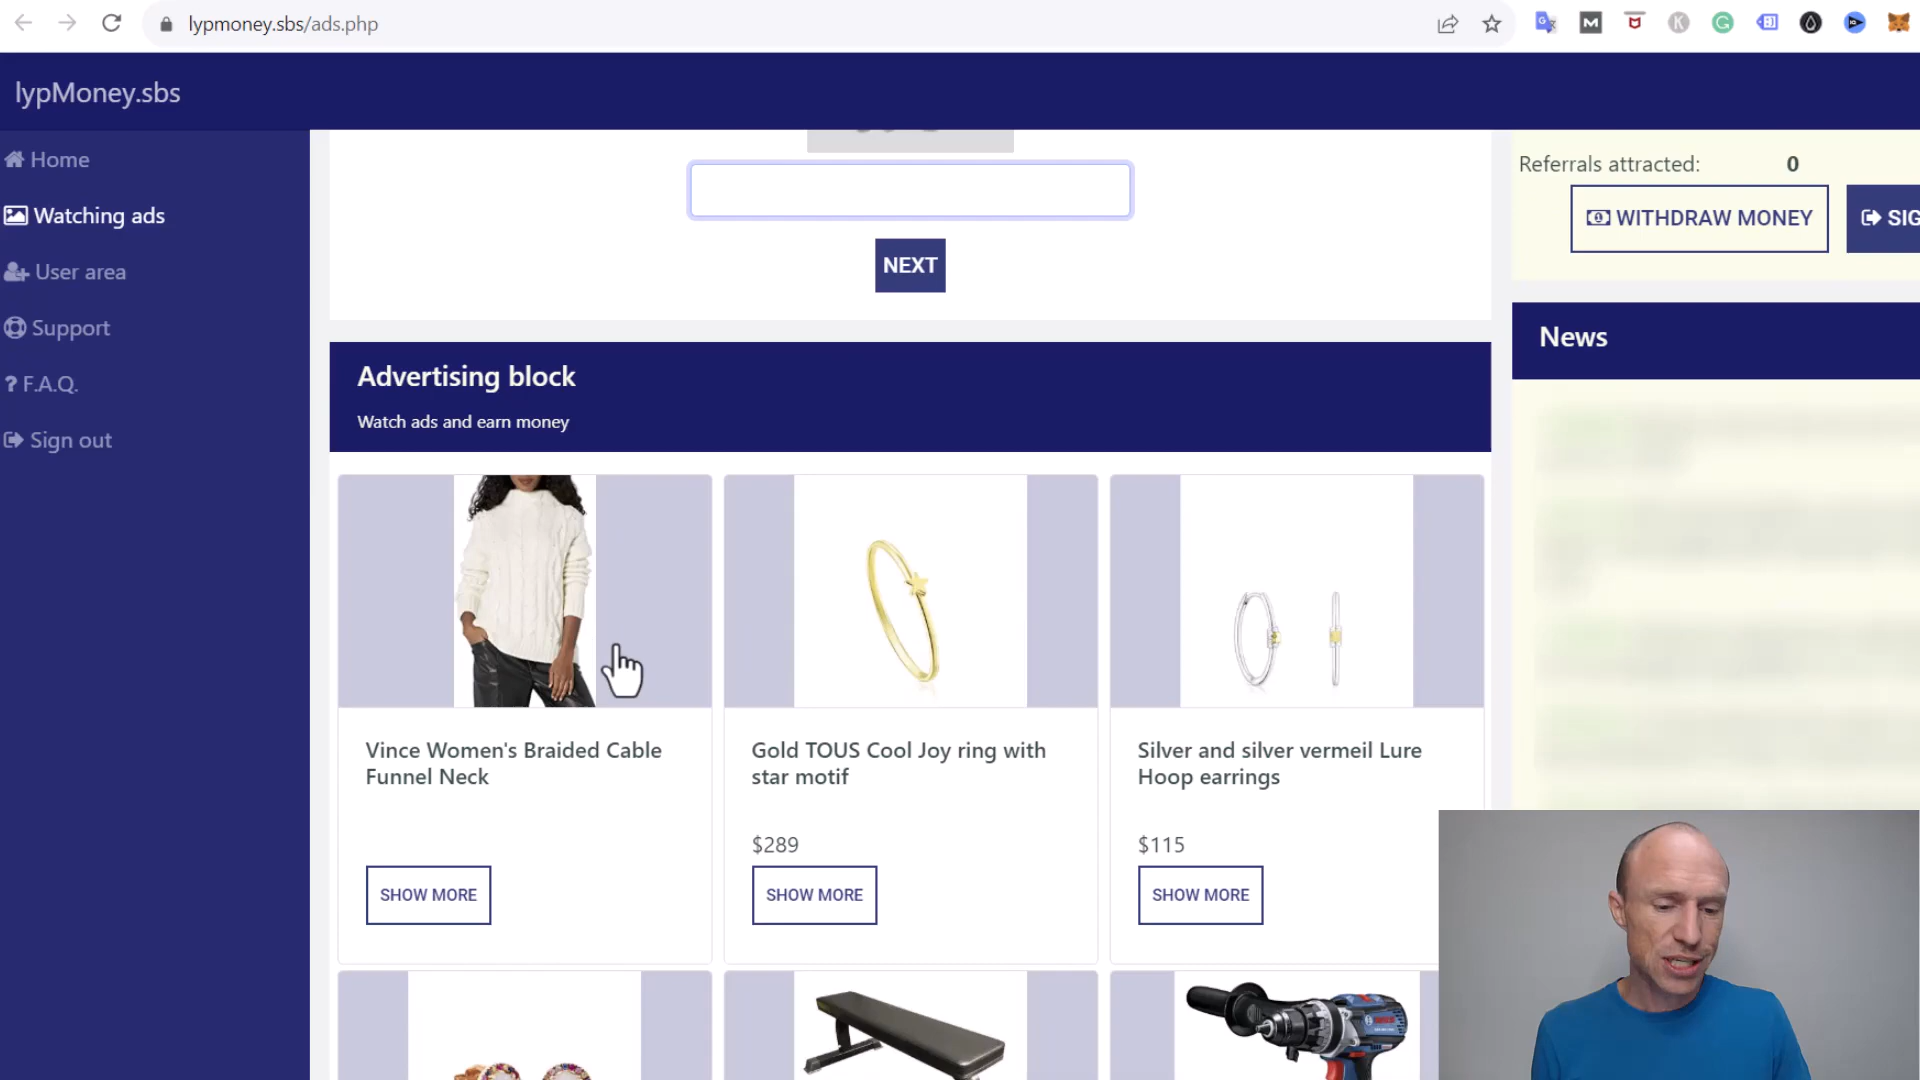 lypmoney.sbs/ads.php
lypMoney.sbs
Home
Watching ads
User area
Support
? F.A.Q.
Sign out
NEXT
Advertising block
Watch ads and earn money
Vince Women's Braided Cable
Funnel Neck
SHOW MORE
Gold TOUS Cool Joy ring with
star motif
$289
SHOW MORE
Silver and silver vermeil Lure
Hoop earrings
$115
SHOW MORE
Referrals attracted: 0
WITHDRAW MONEY
SIG
News